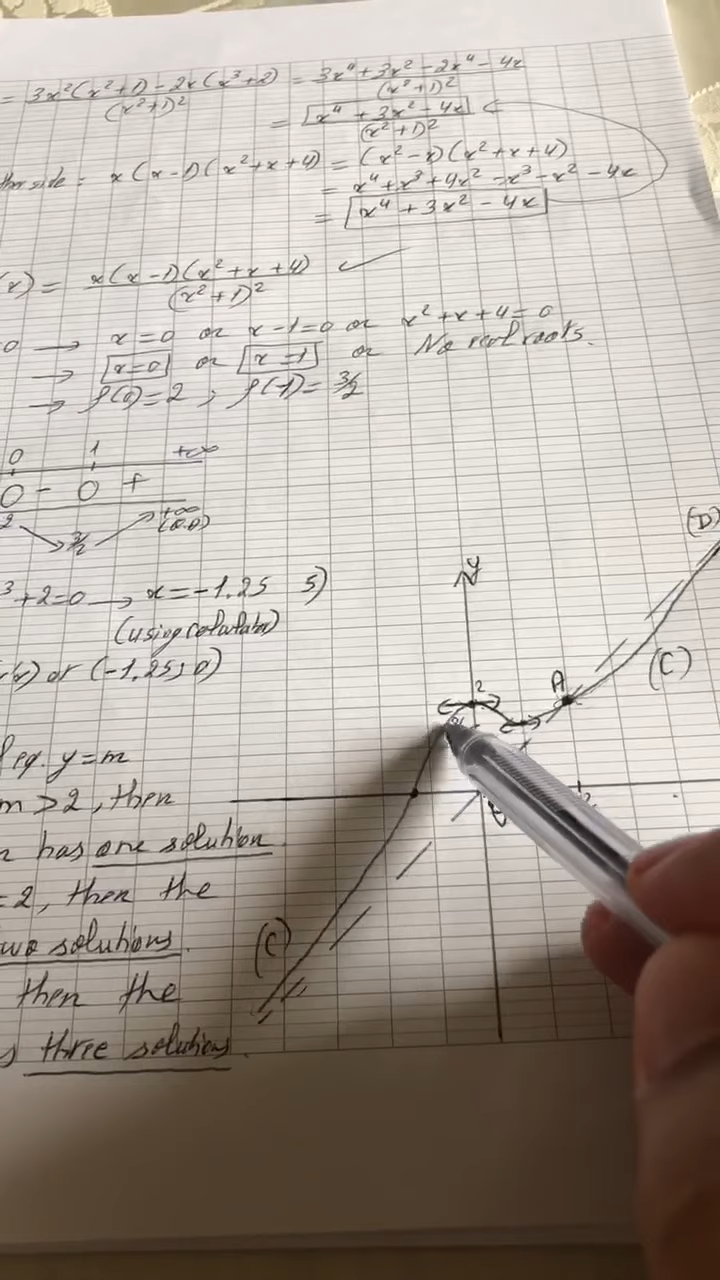 = 3x²(x²+1) - 2x(x³+2) / (x²+1)² = 3x⁴+3x²-2x⁴-4x / (x²+1)²
= x⁴+3x²-4x / (x²+1)²
side: x(x-1)(x²+x+4) = (x²-x)(x²+x+4)
= x⁴+x³+4x²-x³-x²-4x
= x⁴+3x²-4x
(x) = x(x-1)(x²+x+4) / (x²+1)²
0 → x=0 or x-1=0 or x²+x+4=0
→ x=0 or x=1 or No real roots.
→ f(0)=2 ; f(-1)=3/2
0 1 +∞
0 - 0 +
2 3/2 +∞
³+2=0 → x=-1.25 5)
(using
or (-1.25;0)
eq. y=m
m>2, then
has one solution.
=2, then the
two solutions.
then the
three solutions.
y
(D)
(C)
A
2
2
(C)